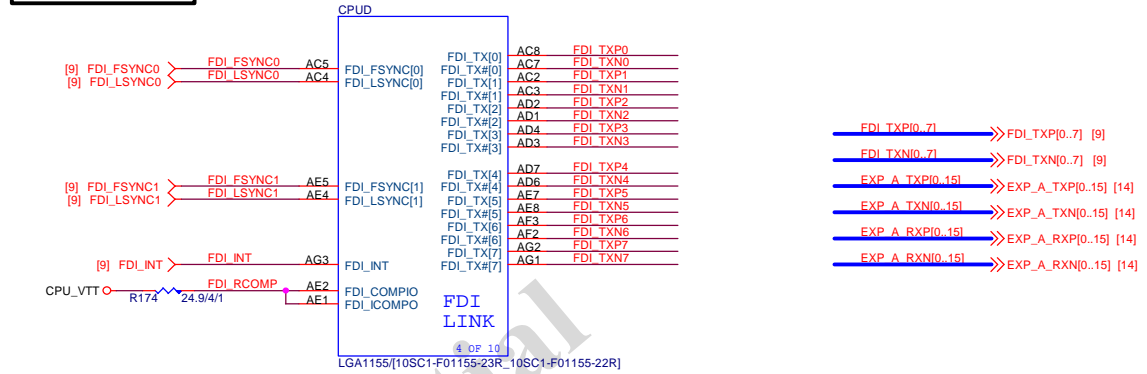 CPUD
[9] FDI_FSYNC0 FDI_FSYNC0 AC5 FDI_FSYNC[0]
[9] FDI_LSYNC0 FDI_LSYNC0 AC4 FDI_LSYNC[0]
FDI_TX[0] AC8 FDI_TXP0
FDI_TX#[0] AC7 FDI_TXN0
FDI_TX[1] AC2 FDI_TXP1
FDI_TX#[1] AC3 FDI_TXN1
FDI_TX[2] AD2 FDI_TXP2
FDI_TX#[2] AD1 FDI_TXN2
FDI_TX[3] AD4 FDI_TXP3
FDI_TX#[3] AD3 FDI_TXN3
[9] FDI_FSYNC1 FDI_FSYNC1 AE5 FDI_FSYNC[1]
[9] FDI_LSYNC1 FDI_LSYNC1 AE4 FDI_LSYNC[1]
FDI_TX[4] AD7 FDI_TXP4
FDI_TX#[4] AD6 FDI_TXN4
FDI_TX[5] AE7 FDI_TXP5
FDI_TX#[5] AE8 FDI_TXN5
FDI_TX[6] AF3 FDI_TXP6
FDI_TX#[6] AF2 FDI_TXN6
FDI_TX[7] AG2 FDI_TXP7
FDI_TX#[7] AG1 FDI_TXN7
[9] FDI_INT FDI_INT AG3 FDI_INT
CPU_VTT R174 24.9/4/1 FDI_RCOMP AE2 FDI_COMPIO
AE1 FDI_ICOMPO
FDI
LINK
4 OF 10
LGA1155/[10SC1-F01155-23R_10SC1-F01155-22R]
FDI_TXP[0..7] FDI_TXP[0..7] [9]
FDI_TXN[0..7] FDI_TXN[0..7] [9]
EXP_A_TXP[0..15] EXP_A_TXP[0..15] [14]
EXP_A_TXN[0..15] EXP_A_TXN[0..15] [14]
EXP_A_RXP[0..15] EXP_A_RXP[0..15] [14]
EXP_A_RXN[0..15] EXP_A_RXN[0..15] [14]